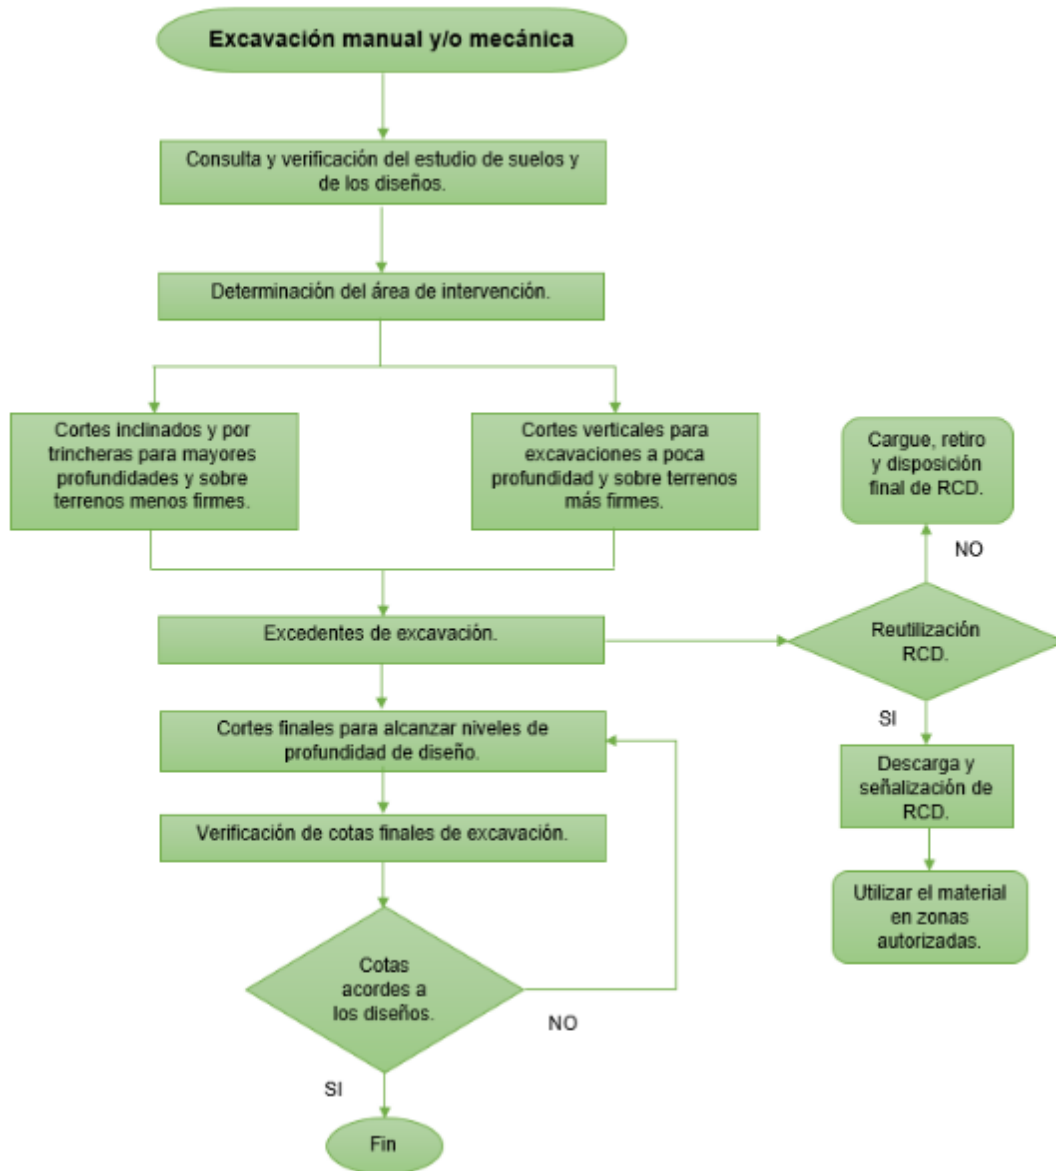 Excavación manual y/o mecánica
Consulta y verificación del estudio de suelos y
de los diseños.
Determinación del área de intervención.
Cortes inclinados y por
trincheras para mayores
profundidades y sobre
terrenos menos firmes.
Cortes verticales para
excavaciones a poca
profundidad y sobre terrenos
más firmes.
Cargue, retiro
y disposición
final de RCD.
NO
Excedentes de excavación.
Reutilización
RCD.
SI
Cortes finales para alcanzar niveles de
profundidad de diseño.
Descarga y
señalización de
RCD.
Verificación de cotas finales de excavación.
Utilizar el material
en zonas
autorizadas.
Cotas
acordes a
los diseños.
NO
SI
Fin